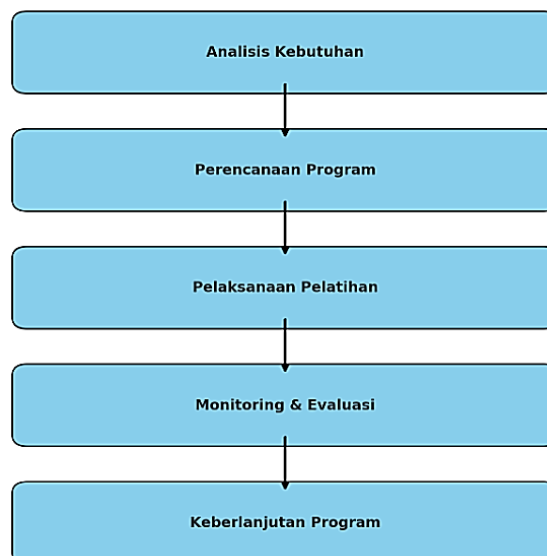 Analisis Kebutuhan
Perencanaan Program
Pelaksanaan Pelatihan
Monitoring & Evaluasi
Keberlanjutan Program